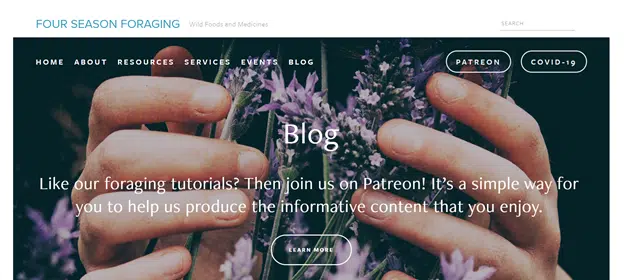 FOUR SEASON FORAGING Wild Foods and Medicines SEARCH
HOME ABOUT RESOURCES SERVICES EVENTS BLOG PATREON COVID-19
Blog
Like our foraging tutorials? Then join us on Patreon! It's a simple way for
you to help us produce the informative content that you enjoy.
LEARN MORE